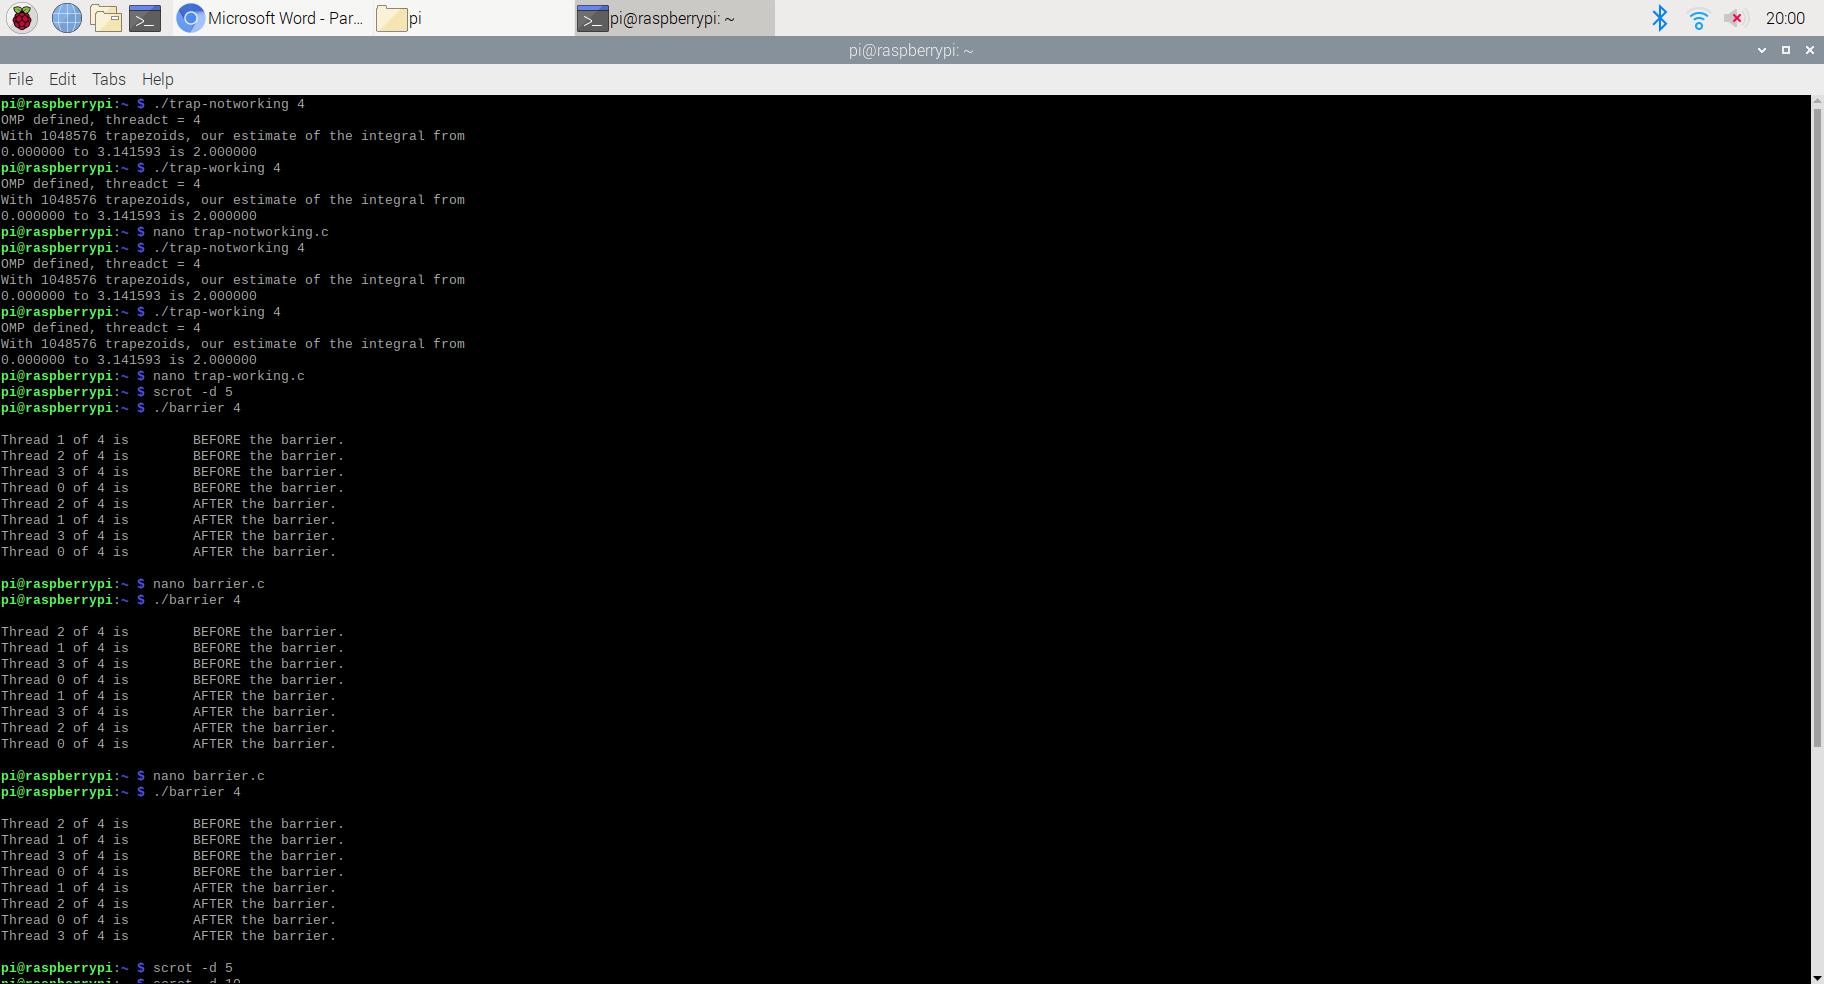 Microsoft Word - Par...
pi
pi@raspberrypi: ~
20:00
pi@raspberrypi: ~
File Edit Tabs Help
pi@raspberrypi:~ $ ./trap-notworking 4
OMP defined, threadct = 4
With 1048576 trapezoids, our estimate of the integral from
0.000000 to 3.141593 is 2.000000
pi@raspberrypi:~ $ ./trap-working 4
OMP defined, threadct = 4
With 1048576 trapezoids, our estimate of the integral from
0.000000 to 3.141593 is 2.000000
pi@raspberrypi:~ $ nano trap-notworking.c
pi@raspberrypi:~ $ ./trap-notworking 4
OMP defined, threadct = 4
With 1048576 trapezoids, our estimate of the integral from
0.000000 to 3.141593 is 2.000000
pi@raspberrypi:~ $ ./trap-working 4
OMP defined, threadct = 4
With 1048576 trapezoids, our estimate of the integral from
0.000000 to 3.141593 is 2.000000
pi@raspberrypi:~ $ nano trap-working.c
pi@raspberrypi:~ $ scrot -d 5
pi@raspberrypi:~ $ ./barrier 4
Thread 1 of 4 is        BEFORE the barrier.
Thread 2 of 4 is        BEFORE the barrier.
Thread 3 of 4 is        BEFORE the barrier.
Thread 0 of 4 is        BEFORE the barrier.
Thread 2 of 4 is        AFTER the barrier.
Thread 1 of 4 is        AFTER the barrier.
Thread 3 of 4 is        AFTER the barrier.
Thread 0 of 4 is        AFTER the barrier.
pi@raspberrypi:~ $ nano barrier.c
pi@raspberrypi:~ $ ./barrier 4
Thread 2 of 4 is        BEFORE the barrier.
Thread 1 of 4 is        BEFORE the barrier.
Thread 3 of 4 is        BEFORE the barrier.
Thread 0 of 4 is        BEFORE the barrier.
Thread 1 of 4 is        AFTER the barrier.
Thread 3 of 4 is        AFTER the barrier.
Thread 2 of 4 is        AFTER the barrier.
Thread 0 of 4 is        AFTER the barrier.
pi@raspberrypi:~ $ nano barrier.c
pi@raspberrypi:~ $ ./barrier 4
Thread 2 of 4 is        BEFORE the barrier.
Thread 1 of 4 is        BEFORE the barrier.
Thread 3 of 4 is        BEFORE the barrier.
Thread 0 of 4 is        BEFORE the barrier.
Thread 1 of 4 is        AFTER the barrier.
Thread 2 of 4 is        AFTER the barrier.
Thread 0 of 4 is        AFTER the barrier.
Thread 3 of 4 is        AFTER the barrier.
pi@raspberrypi:~ $ scrot -d 5
pi@raspberrypi:~ $ scrot -d 10